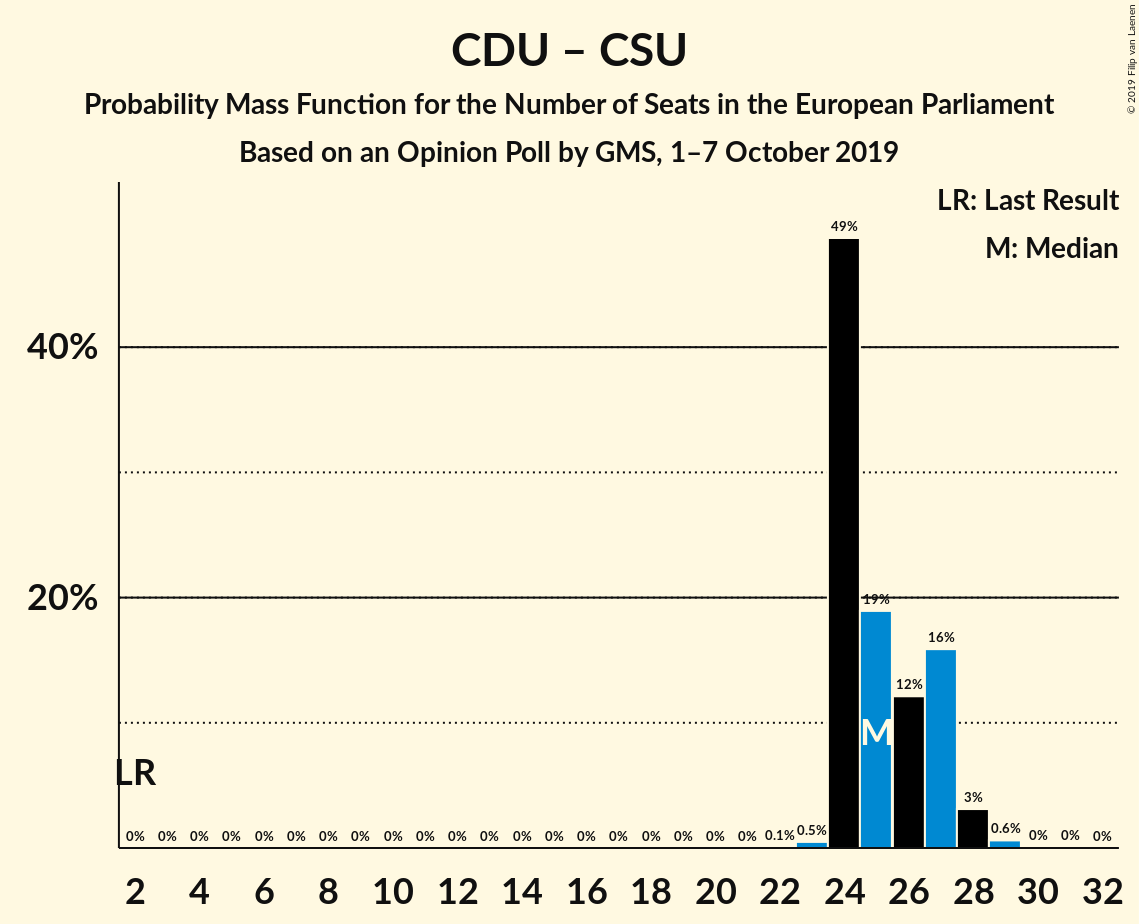 CDU – CSU
Probability Mass Function for the Number of Seats in the European Parliament
Based on an Opinion Poll by GMS, 1–7 October 2019
© 2019 Filip van Laenen
LR: Last Result
M: Median
49%
40%
20%
19%
16%
12%
M
LR
3%
0% 0% 0% 0% 0% 0% 0% 0% 0% 0% 0% 0% 0% 0% 0% 0% 0% 0% 0% 0% 0.1% 0.5% 0.6% 0% 0% 0%
2 4 6 8 10 12 14 16 18 20 22 24 26 28 30 32